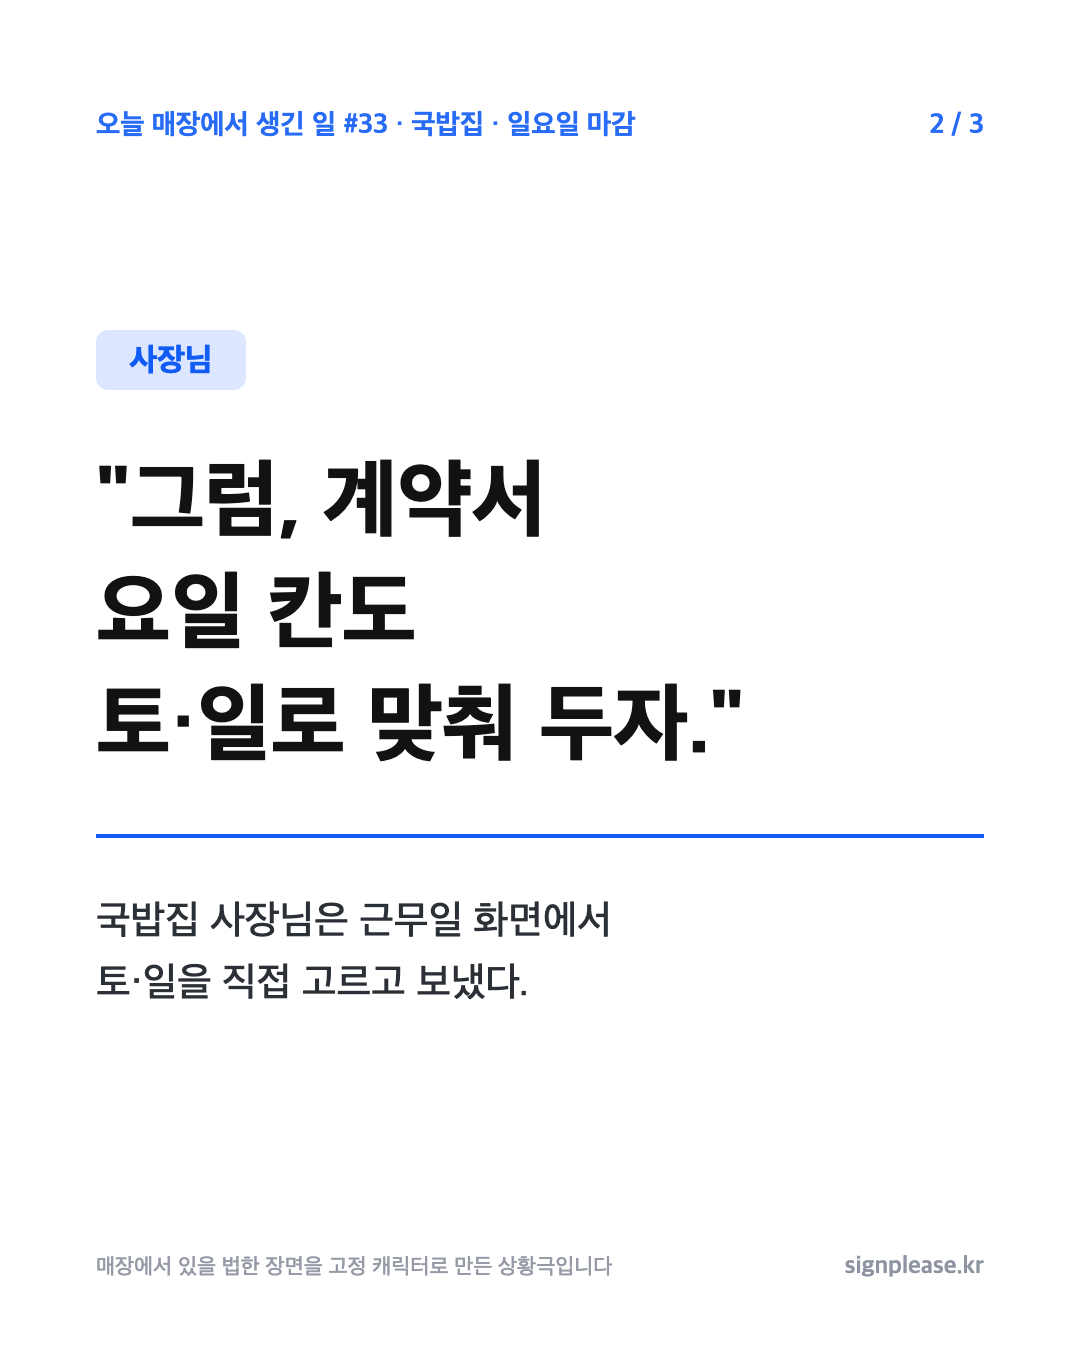 오늘 매장에서 생긴 일 #33 · 국밥집 · 일요일 마감
2 / 3
사장님
"그럼, 계약서
요일 칸도
토·일로 맞춰 두자."
국밥집 사장님은 근무일 화면에서
토·일을 직접 고르고 보냈다.
매장에서 있을 법한 장면을 고정 캐릭터로 만든 상황극입니다
signplease.kr